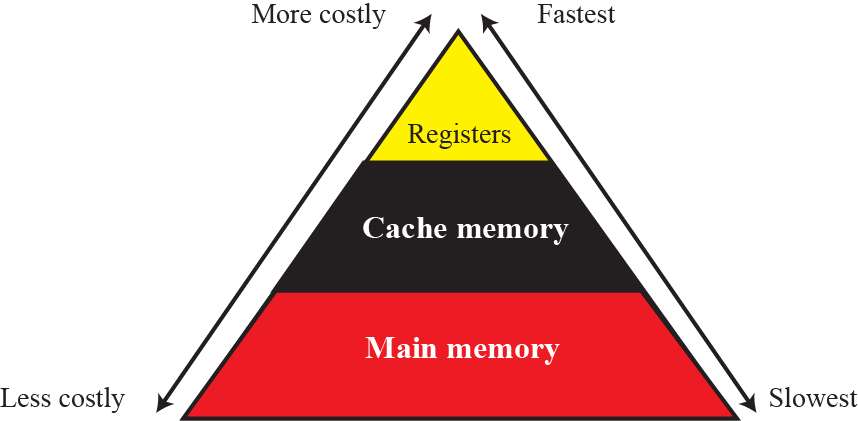 More costly
Fastest
Registers
Cache memory
Main memory
Less costly
Slowest